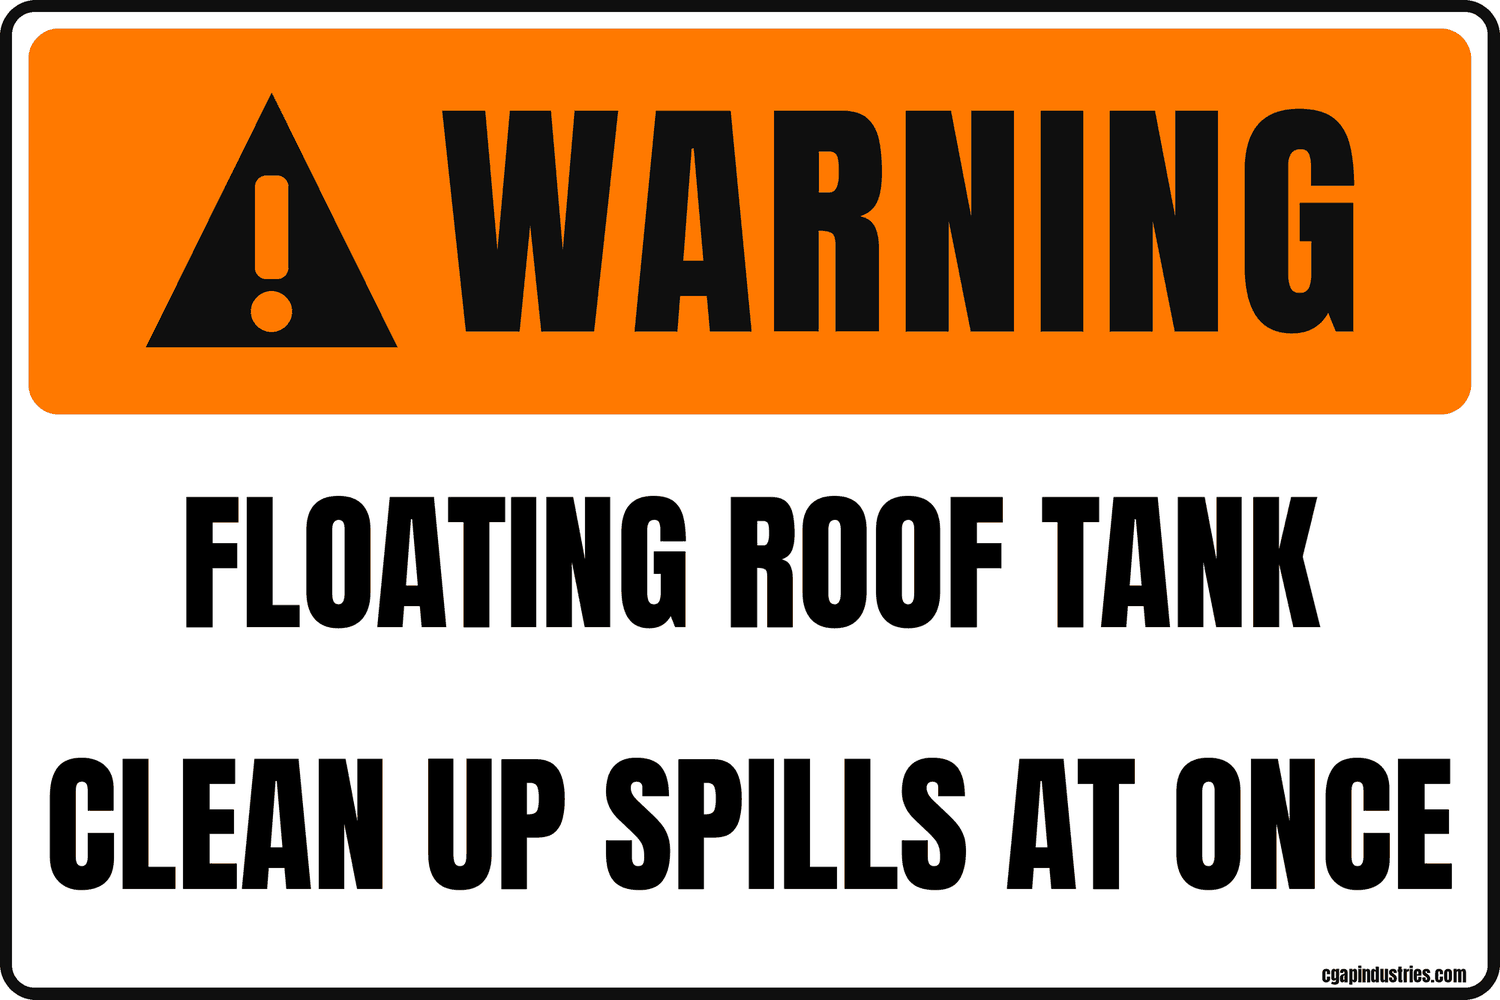 WARNING
FLOATING ROOF TANK
CLEAN UP SPILLS AT ONCE
cgapindustries.com